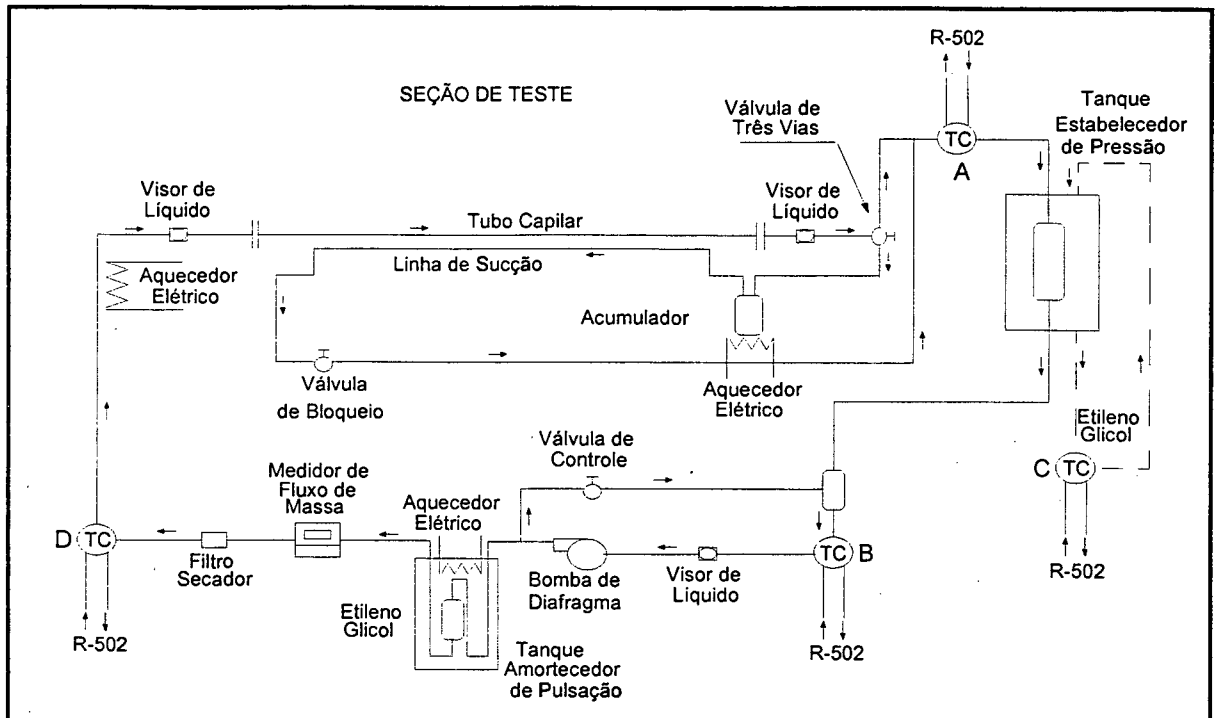 R-502
SEÇÃO DE TESTE
Válvula de
Três Vias
Tanque
Estabelecedor
de Pressão
TC
A
Visor de
Líquido
Tubo Capilar
Visor de
Líquido
Linha de Sucção
Aquecedor
Elétrico
Acumulador
Válvula
de Bloqueio
Aquecedor
Elétrico
Etileno
Glicol
Válvula de
Controle
C
TC
Medidor de
Fluxo de
Massa
Aquecedor
Elétrico
D
TC
TC
B
Filtro
Secador
Bomba de
Diafragma
Visor de
Líquido
R-502
Etileno
Glicol
R-502
Tanque
Amortecedor
de Pulsação
R-502